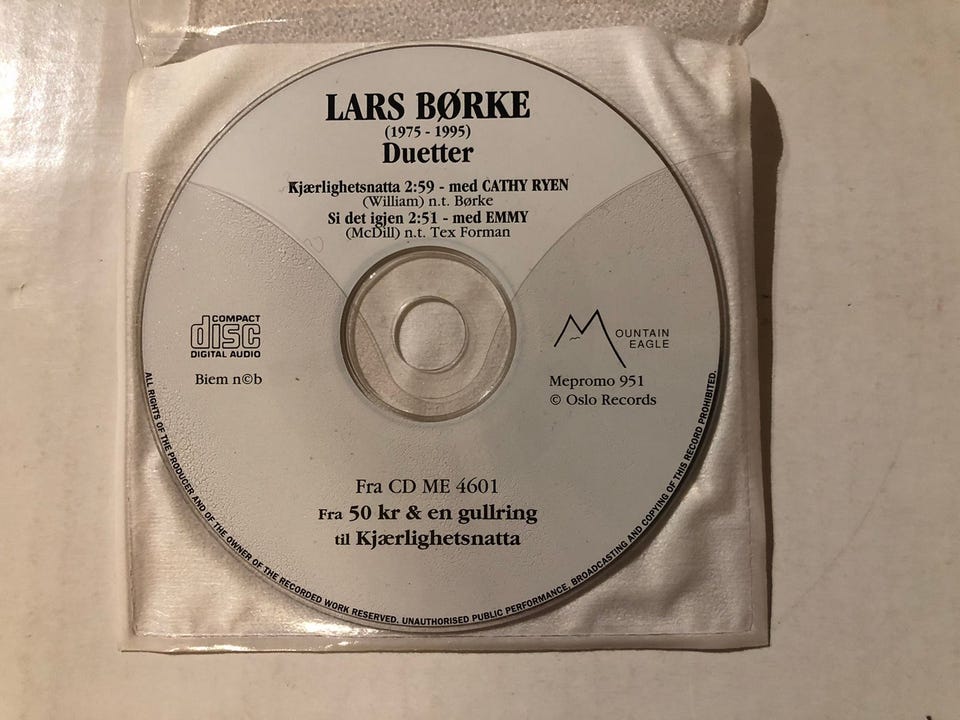 LARS BØRKE
(1975 - 1995)
Duetter
Kjærlighetsnatta 2:59 - med CATHY RYEN
(William) n.t. Børke
Si det igjen 2:51 - med EMMY
(McDill) n.t. Tex Forman
COMPACT
disc
DIGITAL AUDIO
Biem n©b
MOUNTAIN
EAGLE
Mepromo 951
© Oslo Records
Fra CD ME 4601
Fra 50 kr & en gullring
til Kjærlighetsnatta
ALL RIGHTS OF THE PRODUCER AND OF THE OWNER OF THE RECORDED WORK RESERVED. UNAUTHORISED PUBLIC PERFORMANCE, BROADCASTING AND COPYING OF THIS RECORD PROHIBITED.